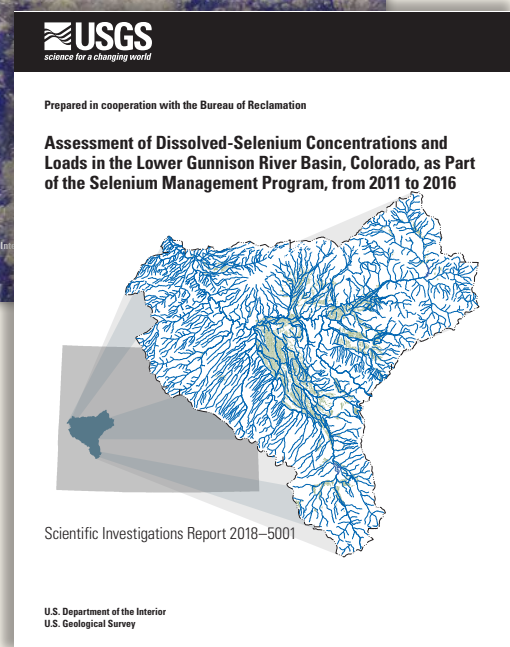 USGS
science for a changing world
Prepared in cooperation with the Bureau of Reclamation
Assessment of Dissolved-Selenium Concentrations and
Loads in the Lower Gunnison River Basin, Colorado, as Part
of the Selenium Management Program, from 2011 to 2016
Scientific Investigations Report 2018–5001
U.S. Department of the Interior
U.S. Geological Survey